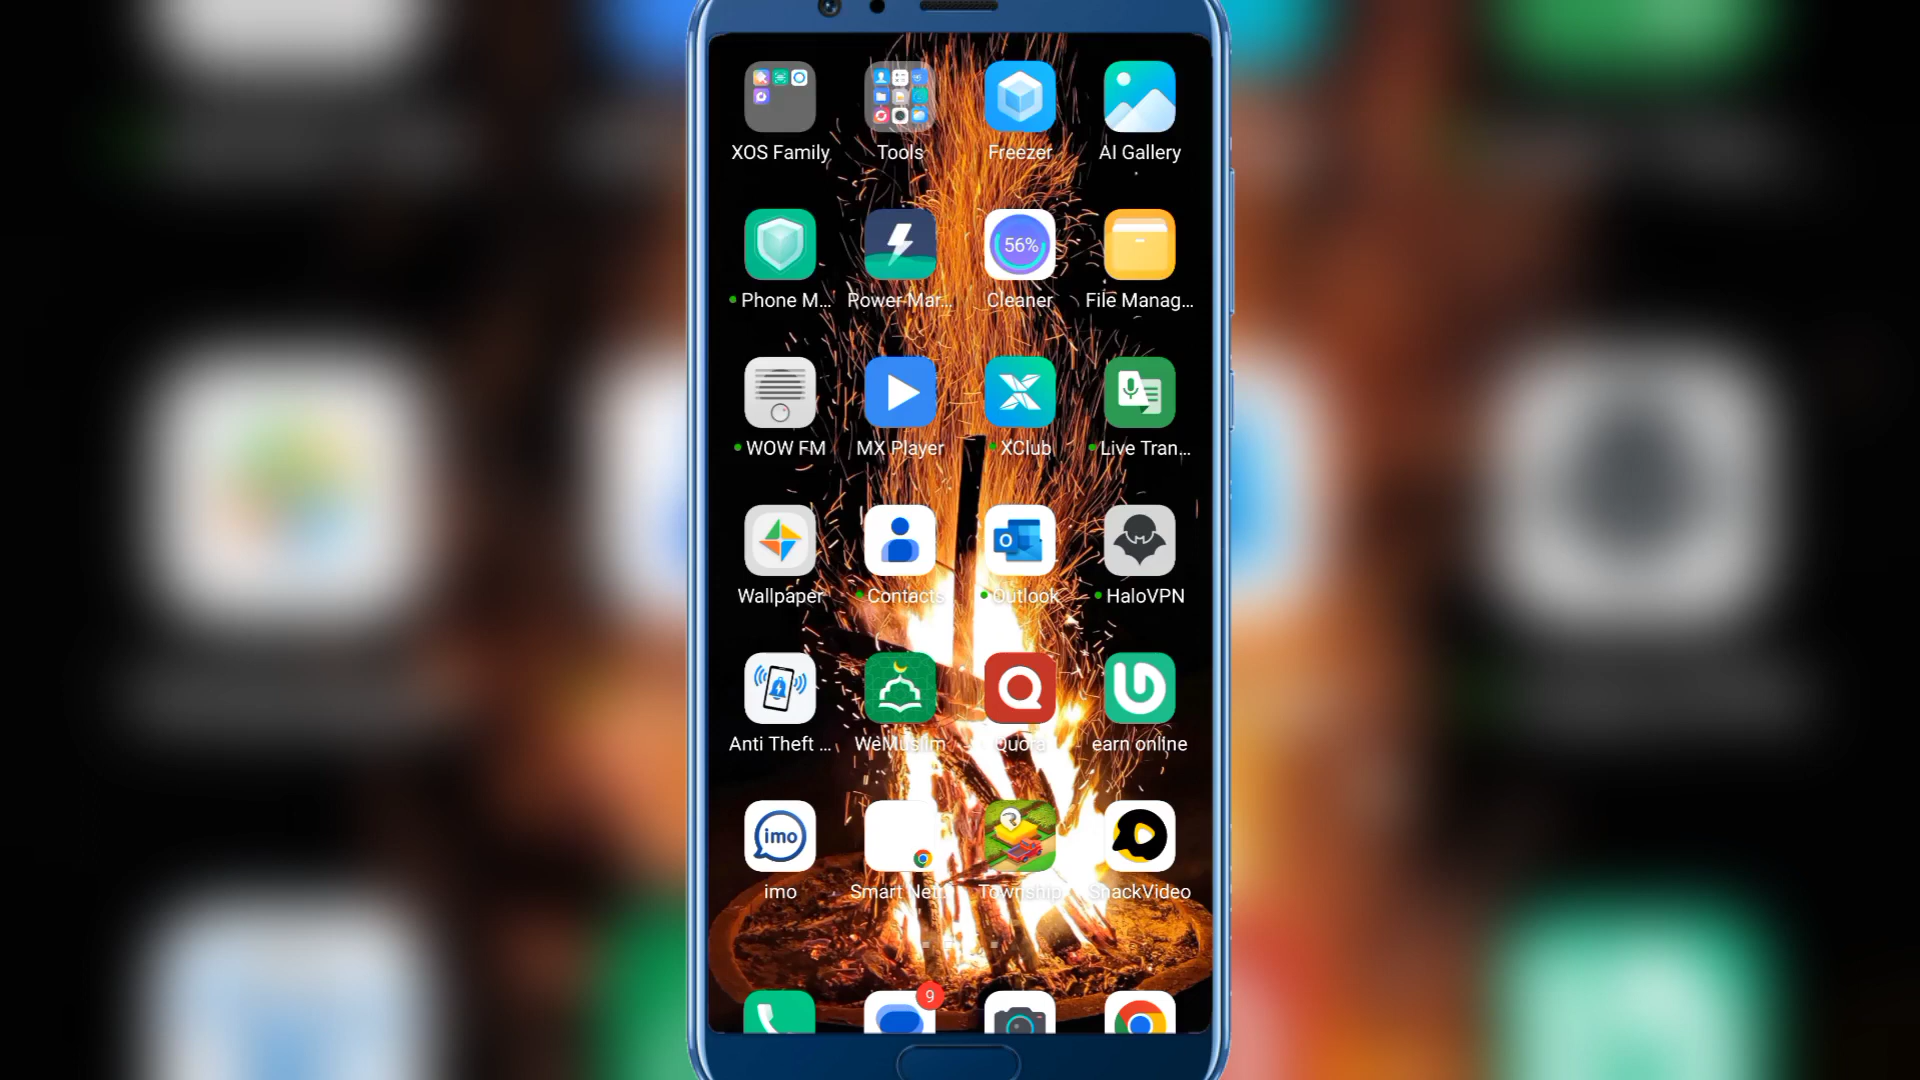 XOS Family Tools Freezer AI Gallery
56%
Phone M... Power Mar... Cleaner File Manag...
WOW FM MX Player XClub Live Tran...
Wallpaper Contacts Outlook HaloVPN
Anti Theft ... WeMuslim Quora earn online
imo
imo Smart Net... Township SnackVideo
9